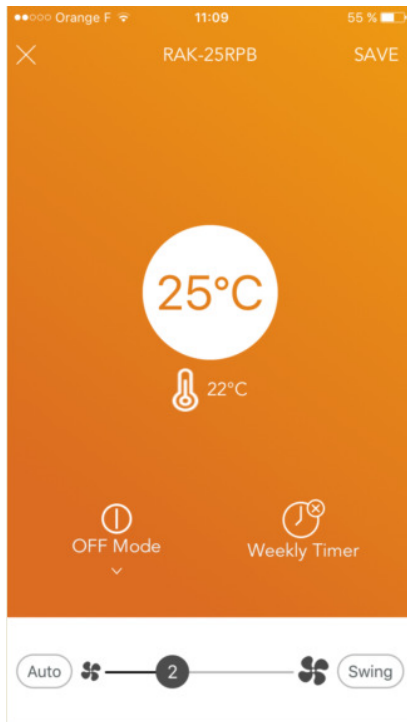 Orange F 11:09 55 %
RAK-25RPB SAVE
25°C
22°C
OFF Mode Weekly Timer
Auto 2 Swing